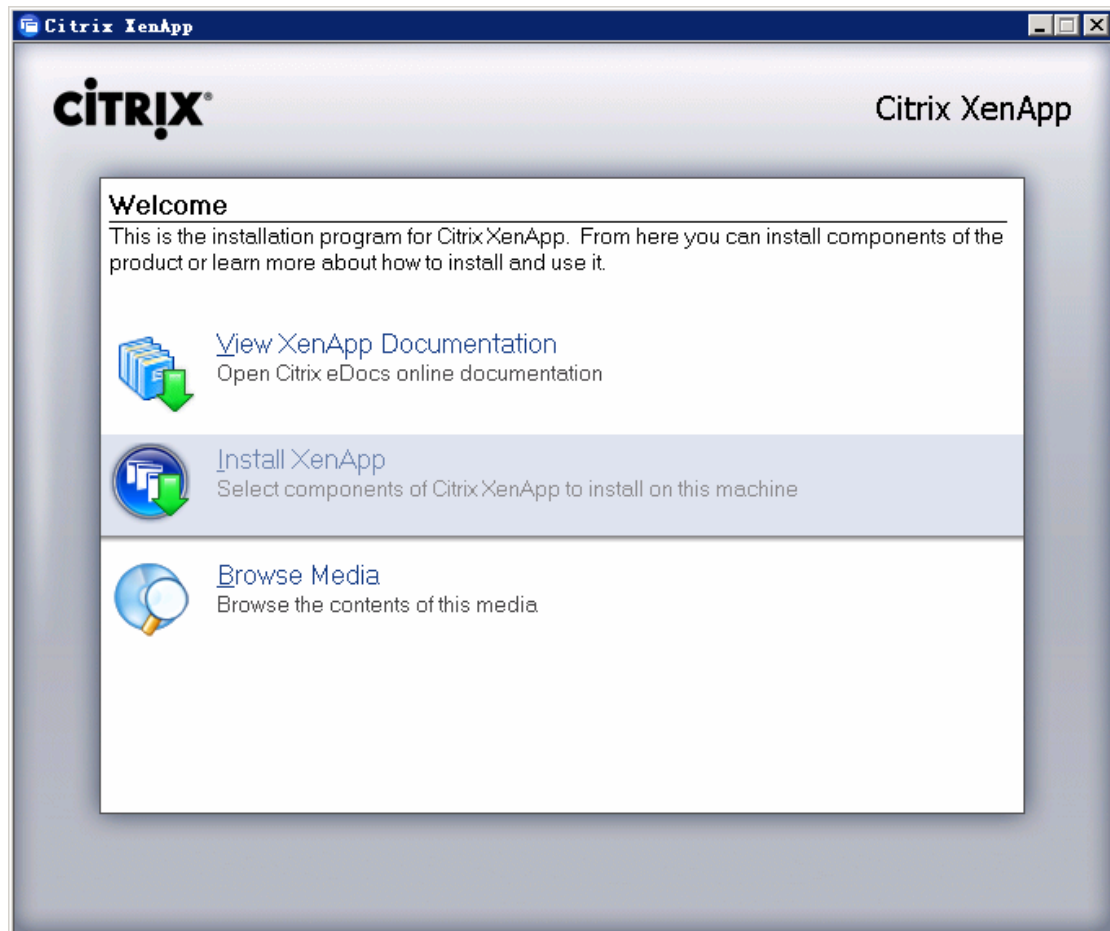 Citrix XenApp
CITRIX®
Citrix XenApp
Welcome
This is the installation program for Citrix XenApp. From here you can install components of the
product or learn more about how to install and use it.
View XenApp Documentation
Open Citrix eDocs online documentation
Install XenApp
Select components of Citrix XenApp to install on this machine
Browse Media
Browse the contents of this media